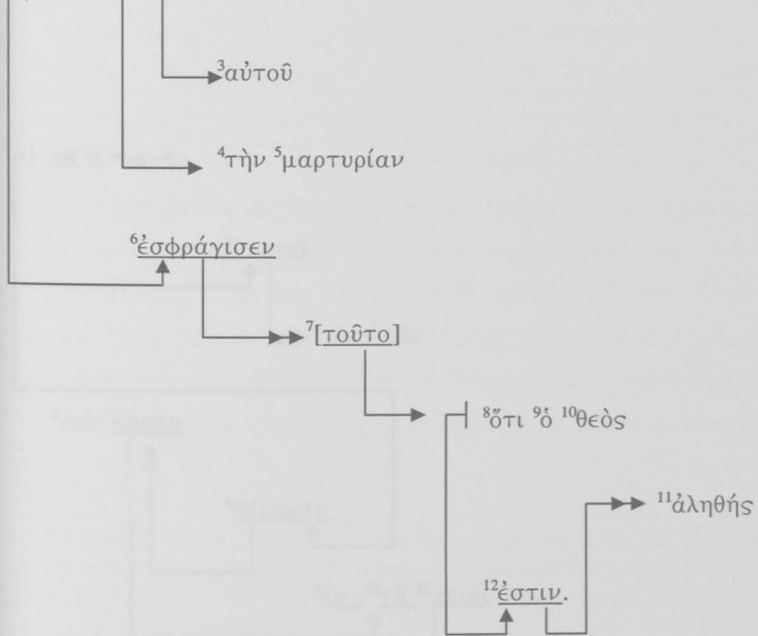 ³αὐτοῦ
⁴τὴν ⁵μαρτυρίαν
⁶ἐσφράγισεν
⁷[τοῦτο]
⁸ὅτι ⁹ὁ ¹⁰θεὸς
¹¹ἀληθής
¹²ἐστιν.